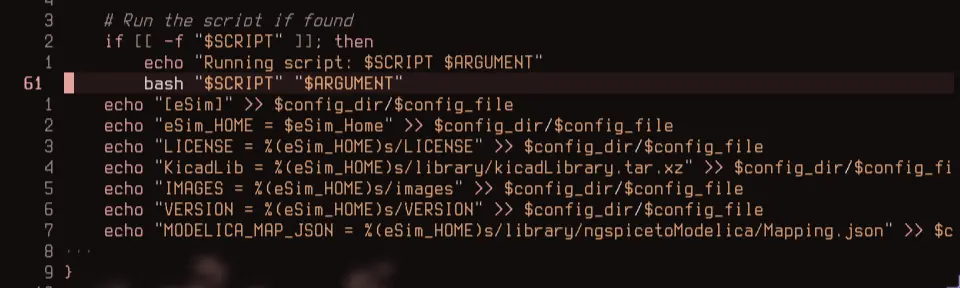 3 # Run the script if found
2 if [[ -f "$SCRIPT" ]]; then
1 echo "Running script: $SCRIPT $ARGUMENT"
61 bash "$SCRIPT" "$ARGUMENT"
1 echo "[eSim]" >> $config_dir/$config_file
2 echo "eSim_HOME = $eSim_Home" >> $config_dir/$config_file
3 echo "LICENSE = %(eSim_HOME)s/LICENSE" >> $config_dir/$config_file
4 echo "KicadLib = %(eSim_HOME)s/library/kicadLibrary.tar.xz" >> $config_dir/$config_fi
5 echo "IMAGES = %(eSim_HOME)s/images" >> $config_dir/$config_file
6 echo "VERSION = %(eSim_HOME)s/VERSION" >> $config_dir/$config_file
7 echo "MODELICA_MAP_JSON = %(eSim_HOME)s/library/ngspicetoModelica/Mapping.json" >> $c
8 ...
9 }